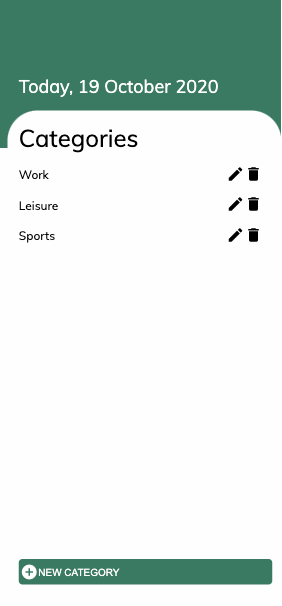 Today, 19 October 2020
Categories
Work
Leisure
Sports
NEW CATEGORY